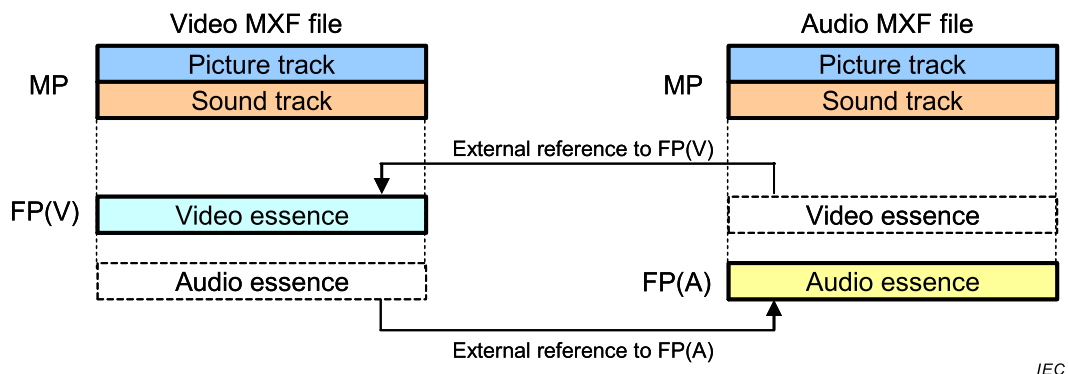 Video MXF file
Audio MXF file
MP
Picture track
Sound track
MP
Picture track
Sound track
External reference to FP(V)
FP(V)
Video essence
Video essence
Audio essence
FP(A)
Audio essence
External reference to FP(A)
IEC